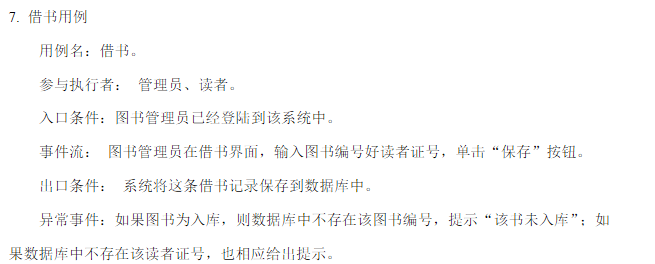 7. 借书用例
用例名：借书。
参与执行者： 管理员、读者。
入口条件：图书管理员已经登陆到该系统中。
事件流： 图书管理员在借书界面，输入图书编号好读者证号，单击“保存”按钮。
出口条件： 系统将这条借书记录保存到数据库中。
异常事件：如果图书为入库，则数据库中不存在该图书编号，提示“该书未入库”；如
果数据库中不存在该读者证号，也相应给出提示。